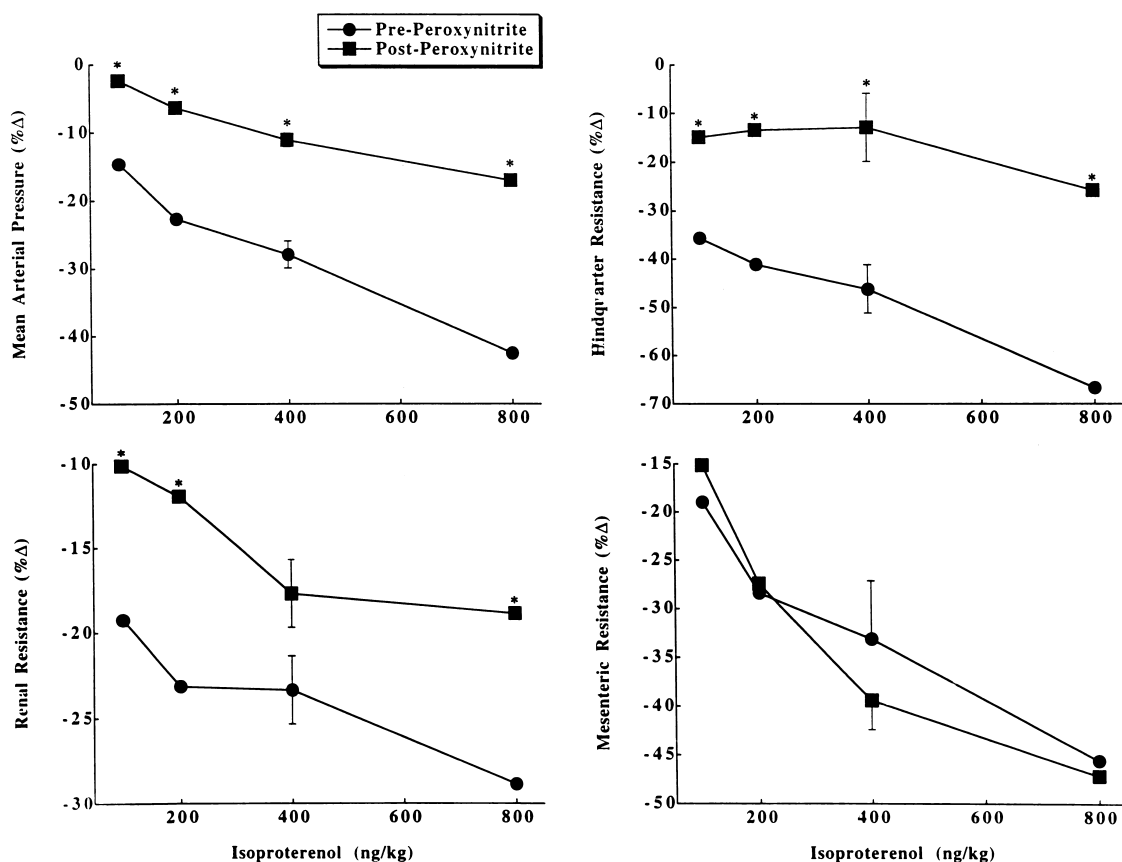 Pre-Peroxynitrite
Post-Peroxynitrite
Mean Arterial Pressure (%Δ)
0
-10
-20
-30
-40
-50
* * * *
200 400 600 800
Hindquarter Resistance (%Δ)
0
-10
-20
-30
-40
-50
-60
-70
* * * *
200 400 600 800
Renal Resistance (%Δ)
-10
-15
-20
-25
-30
* * *
200 400 600 800
Isoproterenol (ng/kg)
Mesenteric Resistance (%Δ)
-15
-20
-25
-30
-35
-40
-45
-50
200 400 600 800
Isoproterenol (ng/kg)